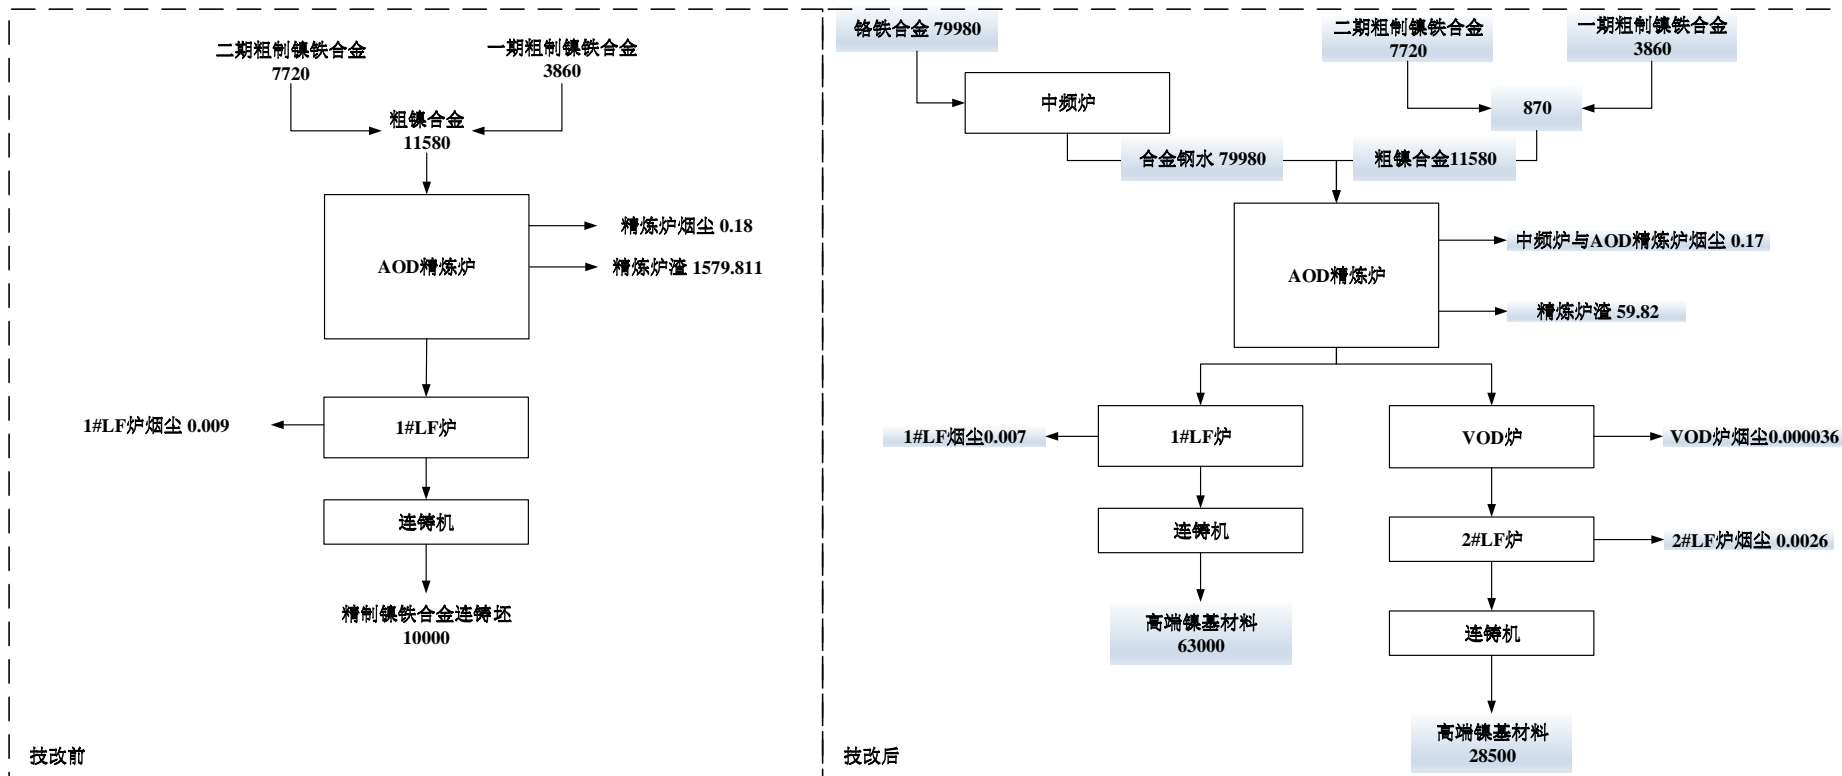 二期粗制镍铁合金
7720
一期粗制镍铁合金
3860
粗镍合金
11580
AOD精炼炉
精炼炉烟尘 0.18
精炼炉渣 1579.811
1#LF炉烟尘 0.009
1#LF炉
连铸机
精制镍铁合金连铸坯
10000
技改前
铬铁合金 79980
中频炉
合金钢水 79980
二期粗制镍铁合金
7720
一期粗制镍铁合金
3860
870
粗镍合金11580
AOD精炼炉
中频炉与AOD精炼炉烟尘 0.17
精炼炉渣 59.82
1#LF烟尘0.007
1#LF炉
连铸机
高端镍基材料
63000
VOD炉
VOD炉烟尘0.000036
2#LF炉
2#LF炉烟尘 0.0026
连铸机
高端镍基材料
28500
技改后